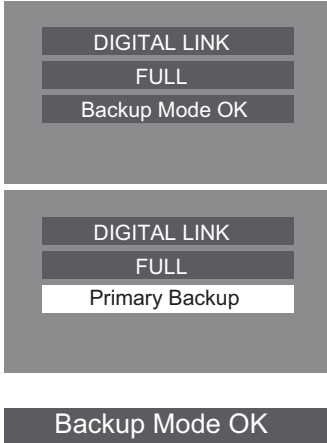 DIGITAL LINK
FULL
Backup Mode OK
DIGITAL LINK
FULL
Primary Backup
Backup Mode OK